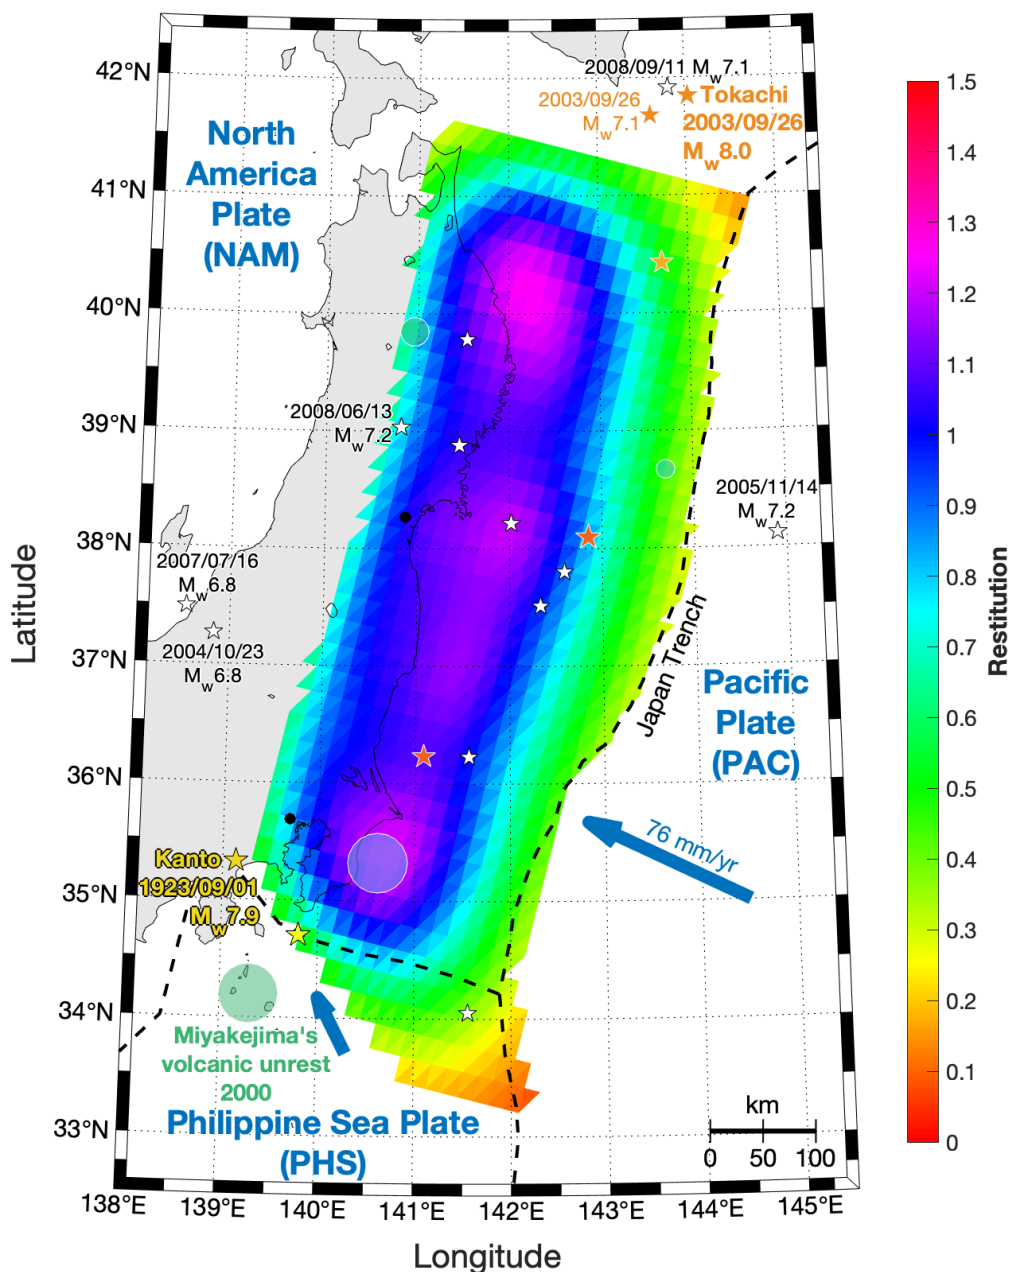 42°N
41°N
40°N
39°N
38°N
37°N
36°N
35°N
34°N
33°N
Latitude
138°E
139°E
140°E
141°E
142°E
143°E
144°E
145°E
Longitude
North
America
Plate
(NAM)
2008/09/11 Mw7.1
2003/09/26
Mw7.1
Tokachi
2003/09/26
Mw8.0
2008/06/13
Mw7.2
2005/11/14
Mw7.2
2007/07/16
Mw6.8
2004/10/23
Mw6.8
Japan Trench
Pacific
Plate
(PAC)
76 mm/yr
Kanto
1923/09/01
Mw7.9
Miyakejima's
volcanic unrest
2000
Philippine Sea Plate
(PHS)
km
0 50 100
1.5
1.4
1.3
1.2
1.1
1
0.9
0.8
0.7
0.6
0.5
0.4
0.3
0.2
0.1
0
Restitution